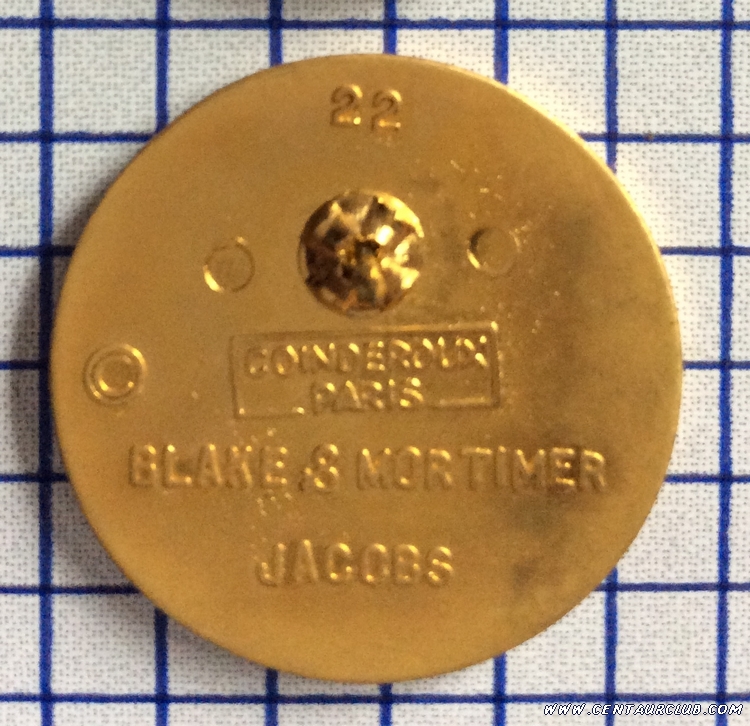 22
©
COINDEROUX
PARIS
BLAKE & MORTIMER
JACOBS
WWW.CENTAURCLUB.COM